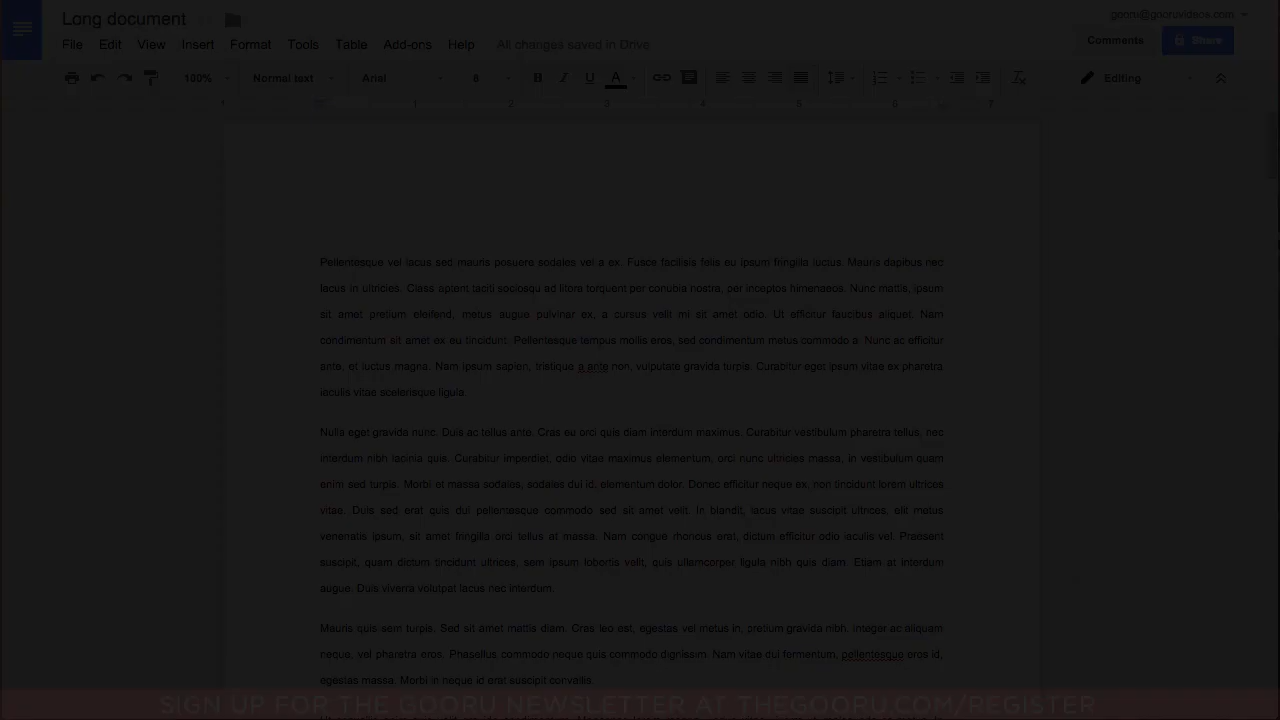 Long document
gooru@gooruvideos.com
File Edit View Insert Format Tools Table Add-ons Help All changes saved in Drive
Comments Share
100% Normal text Arial 8 B I U A Editing
1 1 2 3 4 5 6 7
Pellentesque vel lacus sed mauris posuere sodales vel a ex. Fusce facilisis felis eu ipsum fringilla luctus. Mauris dapibus nec
lacus in ultricies. Class aptent taciti sociosqu ad litora torquent per conubia nostra, per inceptos himenaeos. Nunc mattis, ipsum
sit amet pretium eleifend, metus augue pulvinar ex, a cursus velit mi sit amet odio. Ut efficitur faucibus aliquet. Nam
condimentum sit amet ex eu tincidunt. Pellentesque tempus mollis eros, sed condimentum metus commodo a. Nunc ac efficitur
ante, et luctus magna. Nam ipsum sapien, tristique a ante non, vulputate gravida turpis. Curabitur eget ipsum vitae ex pharetra
iaculis vitae scelerisque ligula.
Nulla eget gravida nunc. Duis ac tellus ante. Cras eu orci quis diam interdum maximus. Curabitur vestibulum pharetra tellus, nec
interdum nibh lacinia quis. Curabitur imperdiet, odio vitae maximus elementum, orci nunc ultricies massa, in vestibulum quam
enim sed turpis. Morbi et massa sodales, sodales dui id, elementum dolor. Donec efficitur neque ex, non tincidunt lorem ultrices
vitae. Duis sed erat quis dui pellentesque commodo sed sit amet velit. In blandit, lacus vitae suscipit ultrices, elit metus
venenatis ipsum, sit amet fringilla orci tellus at massa. Nam congue rhoncus erat, dictum efficitur odio iaculis vel. Praesent
suscipit, quam dictum tincidunt ultrices, sem ipsum lobortis velit, quis ullamcorper ligula nibh quis diam. Etiam at interdum
augue. Duis viverra volutpat lacus nec interdum.
Mauris quis sem turpis. Sed sit amet mattis diam. Cras leo est, egestas vel metus in, pretium gravida nibh. Integer ac aliquam
neque, vel pharetra eros. Phasellus commodo neque quis commodo dignissim. Nam vitae dui fermentum, pellentesque eros id,
egestas massa. Morbi in neque id erat suscipit convallis.
SIGN UP FOR THE GOORU NEWSLETTER AT THEGOORU.COM/REGISTER